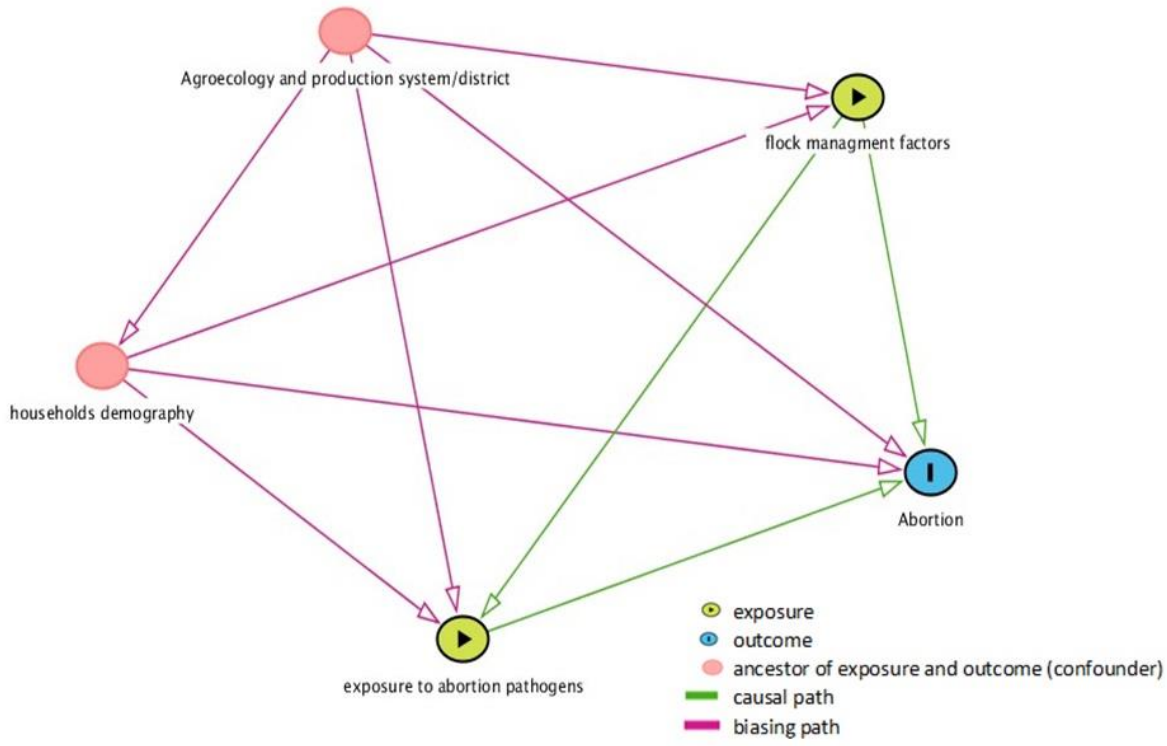 Agroecology and production system/district
flock managment factors
households demography
Abortion
exposure to abortion pathogens
exposure
outcome
ancestor of exposure and outcome (confounder)
causal path
biasing path